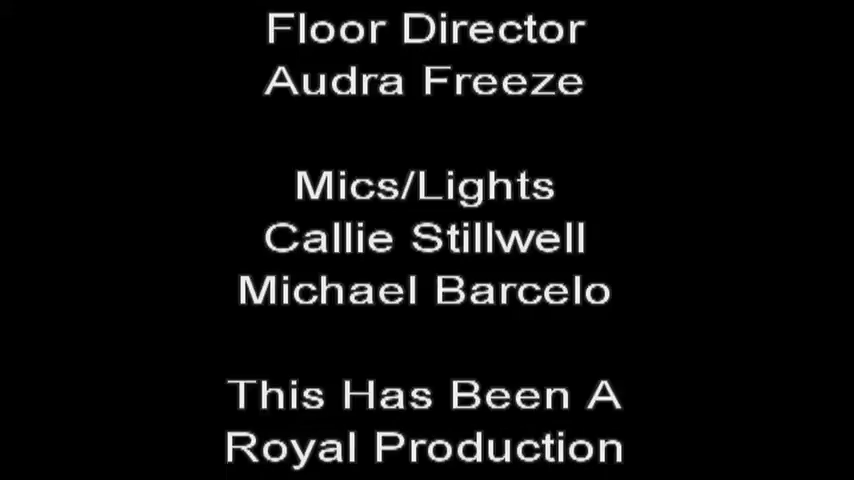 Floor Director
Audra Freeze
Mics/Lights
Callie Stillwell
Michael Barcelo
This Has Been A
Royal Production